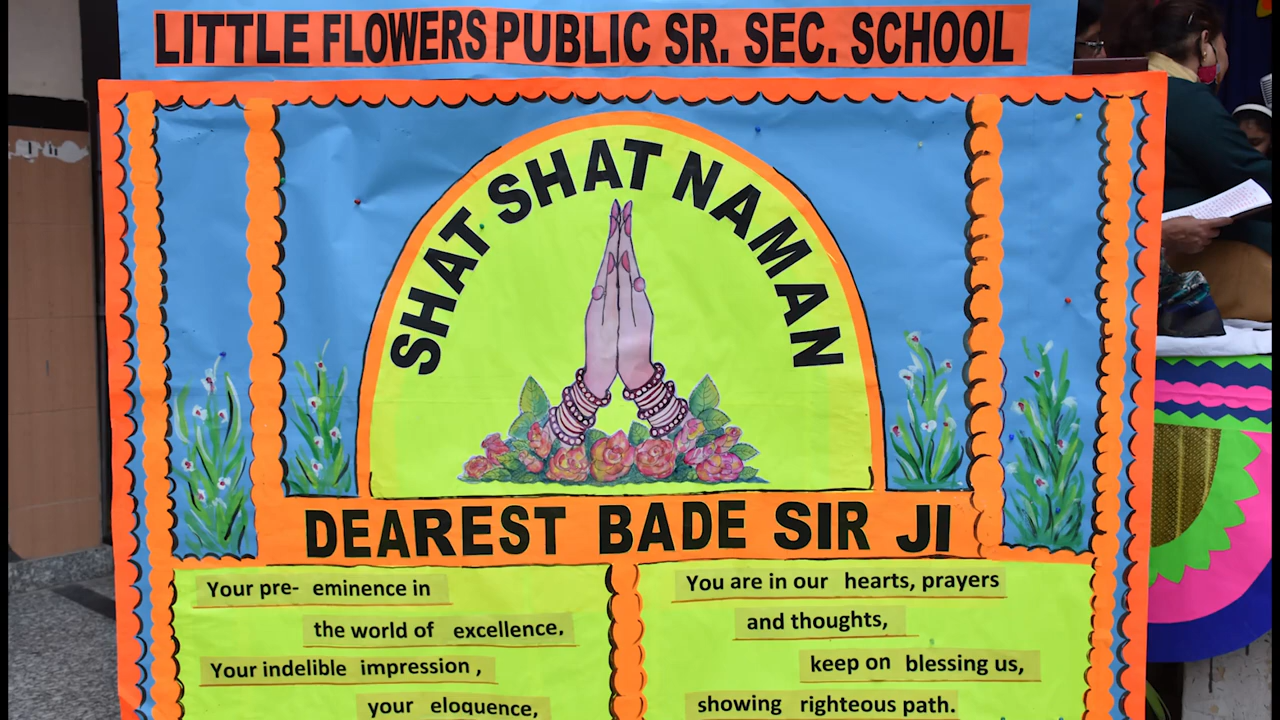 LITTLE FLOWERS PUBLIC SR. SEC. SCHOOL
SHAT SHAT NAMAN
DEAREST BADE SIR JI
Your pre- eminence in
the world of excellence,
Your indelible impression ,
your eloquence,
You are in our hearts, prayers
and thoughts,
keep on blessing us,
showing righteous path.